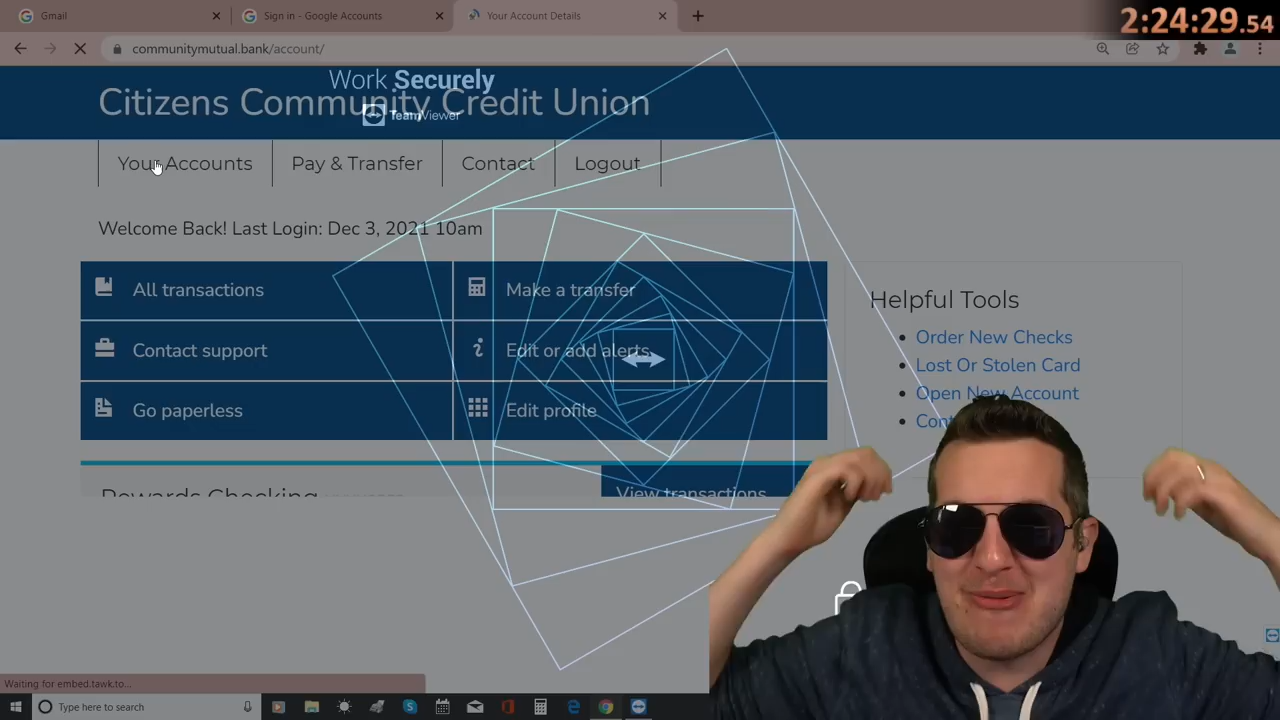 Gmail
Sign in - Google Accounts
Your Account Details
2:24:29.54
communitymutual.bank/account/
Work Securely
Citizens Community Credit Union
TeamViewer
Your Accounts
Pay & Transfer
Contact
Logout
Welcome Back! Last Login: Dec 3, 2021 10am
All transactions
Make a transfer
Helpful Tools
Order New Checks
Contact support
Edit or add alerts
Lost Or Stolen Card
Open New Account
Go paperless
Edit profile
Rewards Checking
View transactions
Waiting for embed.tawk.to...
Type here to search